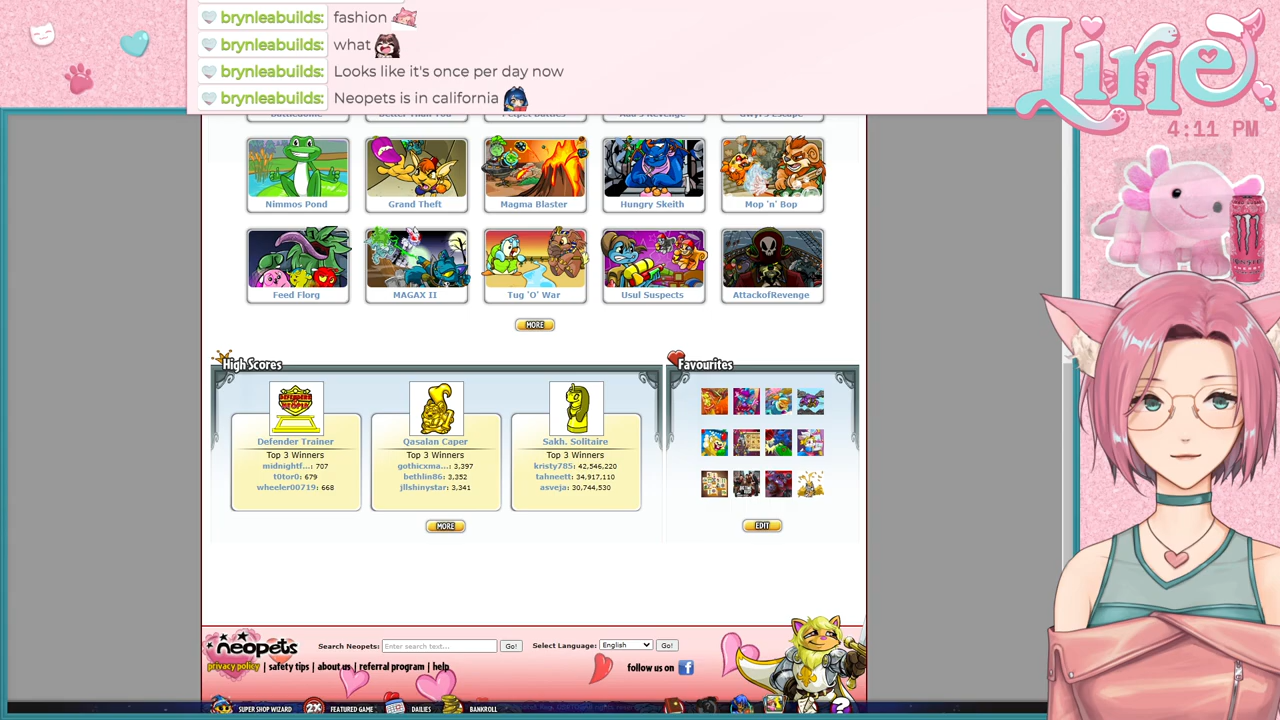 brynleabuilds: fashion
brynleabuilds: what
brynleabuilds: Looks like it's once per day now
brynleabuilds: Neopets is in california
Lirie
4:11 PM
Nimmos Pond
Grand Theft
Magma Blaster
Hungry Skeith
Mop 'n' Bop
Feed Florg
MAGAX II
Tug 'O' War
Usul Suspects
AttackofRevenge
MORE
High Scores
Favourites
Defender Trainer
Top 3 Winners
midnightf...: 707
t0tor0: 679
wheeler00719: 668
Qasalan Caper
Top 3 Winners
gothicxma...: 3,397
bethlin86: 3,352
jllshinystar: 3,341
Sakh. Solitaire
Top 3 Winners
kristy785: 42,546,220
tahneett: 34,917,110
asveja: 30,744,530
MORE
EDIT
neopets
Search Neopets: Enter search text... Go! Select Language: English Go!
privacy policy | safety tips | about us | referral program | help
follow us on f
SUPER SHOP WIZARD
2X FEATURED GAME
DAILIES
BANKROLL